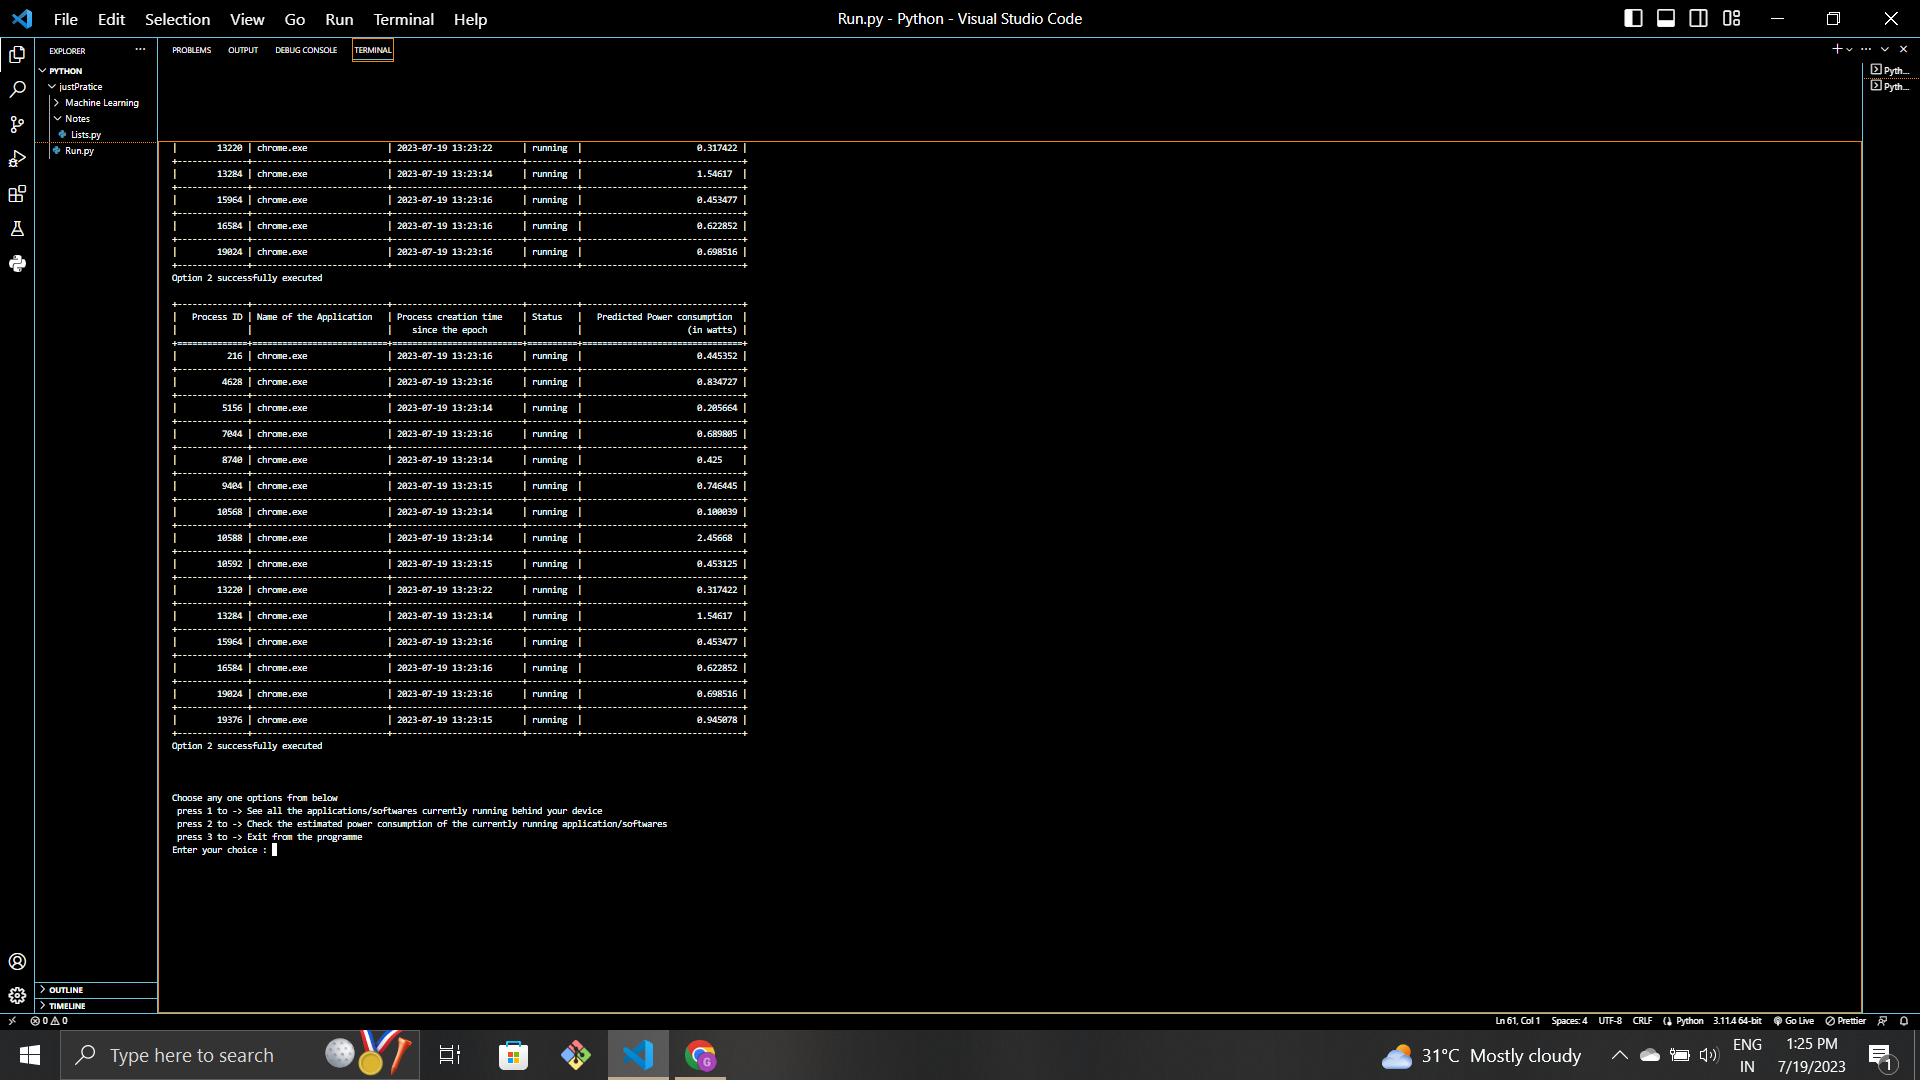 File Edit Selection View Go Run Terminal Help
Run.py - Python - Visual Studio Code
EXPLORER ...
PYTHON
justPratice
Machine Learning
Notes
Lists.py
Run.py
OUTLINE
TIMELINE
PROBLEMS OUTPUT DEBUG CONSOLE TERMINAL
Pyth...
Pyth...
| 13220 | chrome.exe | 2023-07-19 13:23:22 | running | 0.317422 |
| 13284 | chrome.exe | 2023-07-19 13:23:14 | running | 1.54617 |
| 15964 | chrome.exe | 2023-07-19 13:23:16 | running | 0.453477 |
| 16584 | chrome.exe | 2023-07-19 13:23:16 | running | 0.622852 |
| 19024 | chrome.exe | 2023-07-19 13:23:16 | running | 0.698516 |
Option 2 successfully executed
| Process ID | Name of the Application | Process creation time | Status | Predicted Power consumption |
| | | since the epoch | | (in watts) |
| 216 | chrome.exe | 2023-07-19 13:23:16 | running | 0.445352 |
| 4628 | chrome.exe | 2023-07-19 13:23:16 | running | 0.834727 |
| 5156 | chrome.exe | 2023-07-19 13:23:14 | running | 0.205664 |
| 7044 | chrome.exe | 2023-07-19 13:23:16 | running | 0.689805 |
| 8740 | chrome.exe | 2023-07-19 13:23:14 | running | 0.425 |
| 9404 | chrome.exe | 2023-07-19 13:23:15 | running | 0.746445 |
| 10568 | chrome.exe | 2023-07-19 13:23:14 | running | 0.100039 |
| 10588 | chrome.exe | 2023-07-19 13:23:14 | running | 2.45668 |
| 10592 | chrome.exe | 2023-07-19 13:23:15 | running | 0.453125 |
| 13220 | chrome.exe | 2023-07-19 13:23:22 | running | 0.317422 |
| 13284 | chrome.exe | 2023-07-19 13:23:14 | running | 1.54617 |
| 15964 | chrome.exe | 2023-07-19 13:23:16 | running | 0.453477 |
| 16584 | chrome.exe | 2023-07-19 13:23:16 | running | 0.622852 |
| 19024 | chrome.exe | 2023-07-19 13:23:16 | running | 0.698516 |
| 19376 | chrome.exe | 2023-07-19 13:23:15 | running | 0.945078 |
Option 2 successfully executed
Choose any one options from below
press 1 to -> See all the applications/softwares currently running behind your device
press 2 to -> Check the estimated power consumption of the currently running application/softwares
press 3 to -> Exit from the programme
Enter your choice :
0 0 Ln 61, Col 1 Spaces: 4 UTF-8 CRLF Python 3.11.4 64-bit Go Live Prettier
Type here to search
G
31°C Mostly cloudy
ENG
IN
1:25 PM
7/19/2023
1